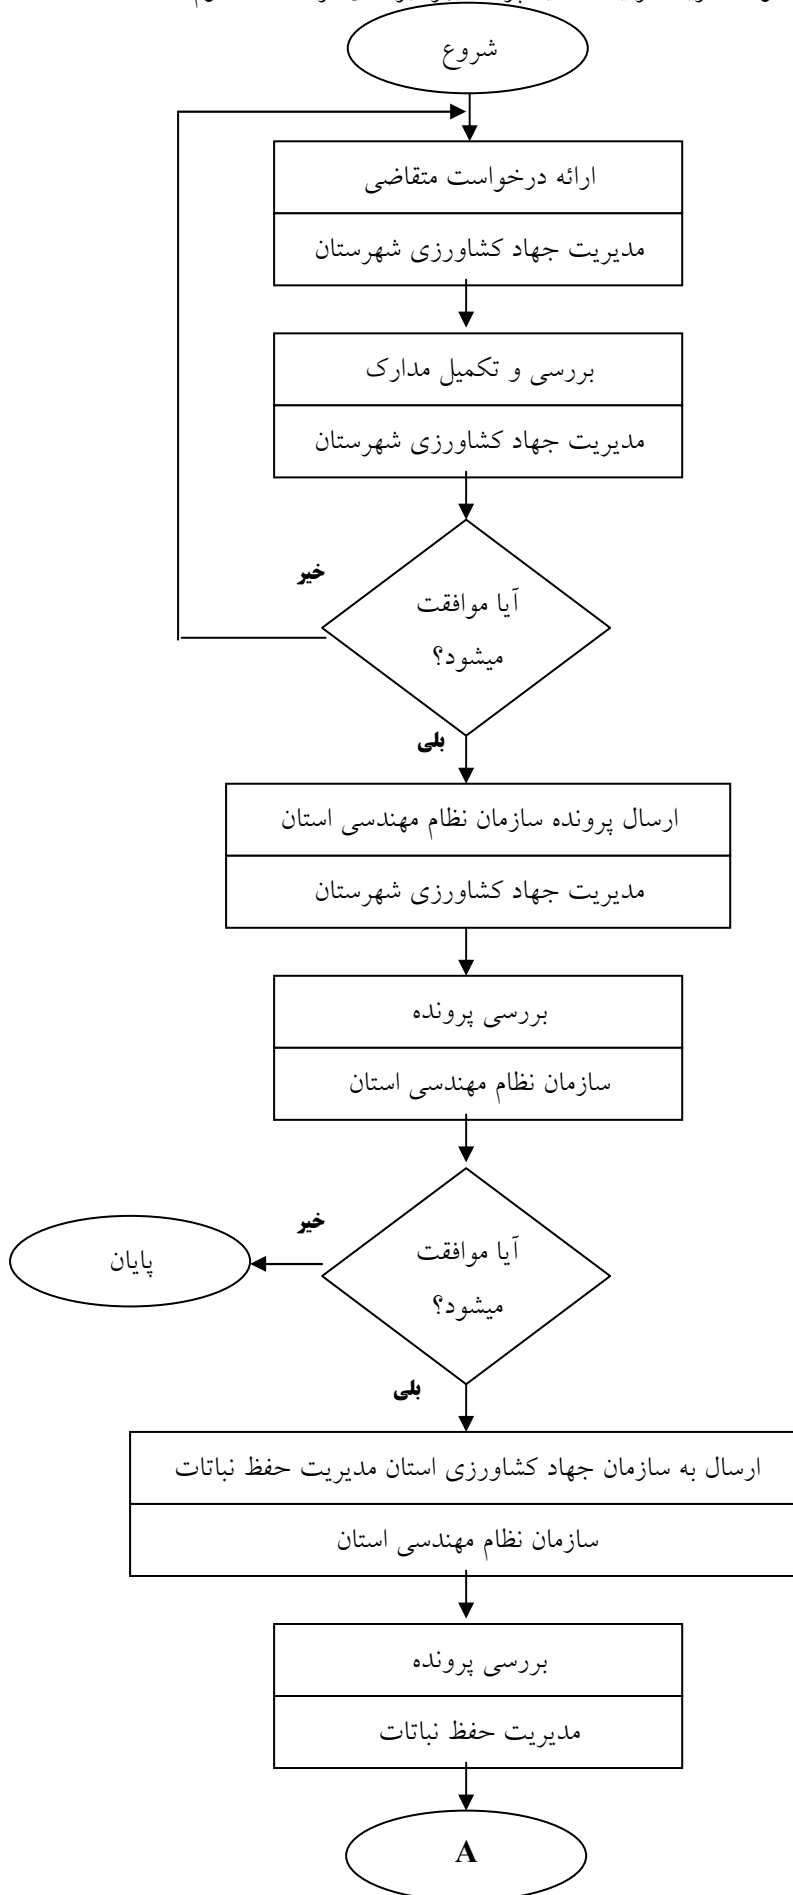 شروع
ارائه درخواست متقاضی
مدیریت جهاد کشاورزی شهرستان
بررسی و تکمیل مدارک
مدیریت جهاد کشاورزی شهرستان
خیر
آیا موافقت
میشود؟
بلی
ارسال پرونده سازمان نظام مهندسی استان
مدیریت جهاد کشاورزی شهرستان
بررسی پرونده
سازمان نظام مهندسی استان
خیر
آیا موافقت
میشود؟
پایان
بلی
ارسال به سازمان جهاد کشاورزی استان مدیریت حفظ نباتات
سازمان نظام مهندسی استان
بررسی پرونده
مدیریت حفظ نباتات
A